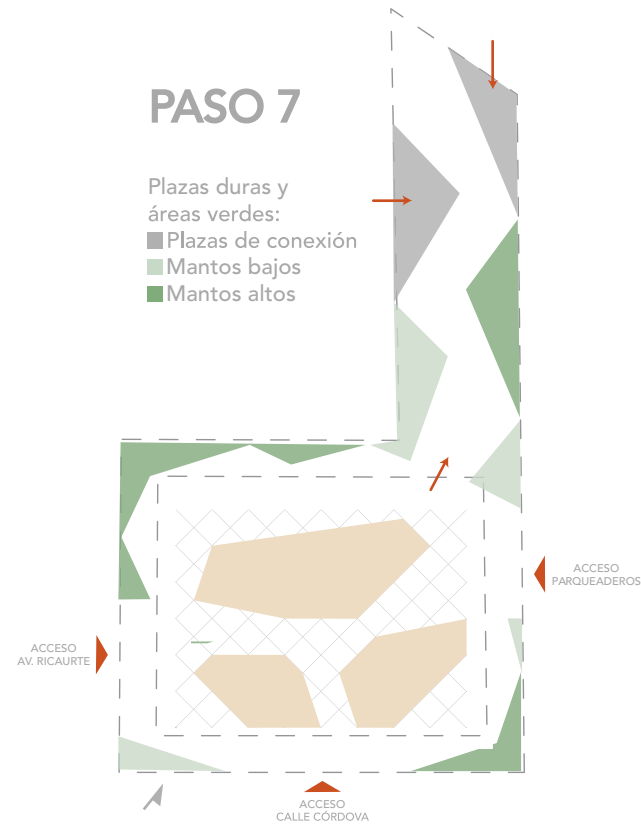 PASO 7
Plazas duras y
áreas verdes:
Plazas de conexión
Mantos bajos
Mantos altos
ACCESO
PARQUEADEROS
ACCESO
AV. RICAURTE
ACCESO
CALLE CÓRDOVA